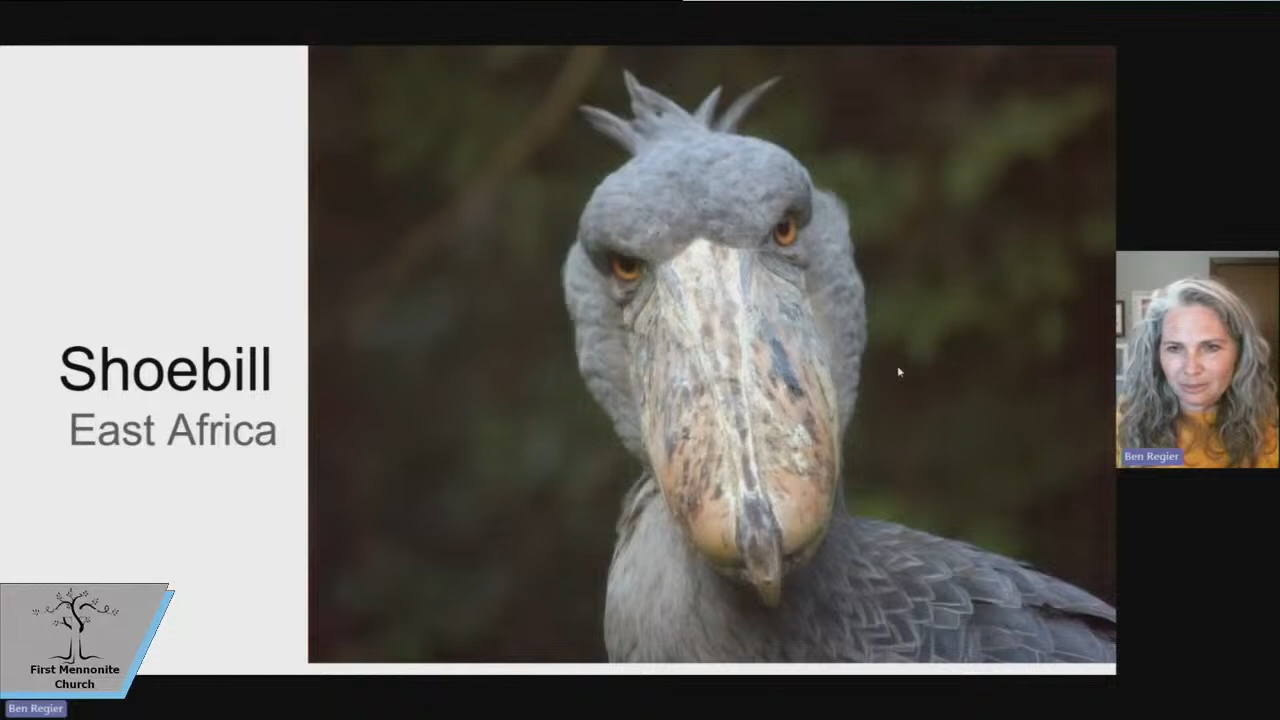 Shoebill
East Africa
Ben Regier
First Mennonite
Church
Ben Regier